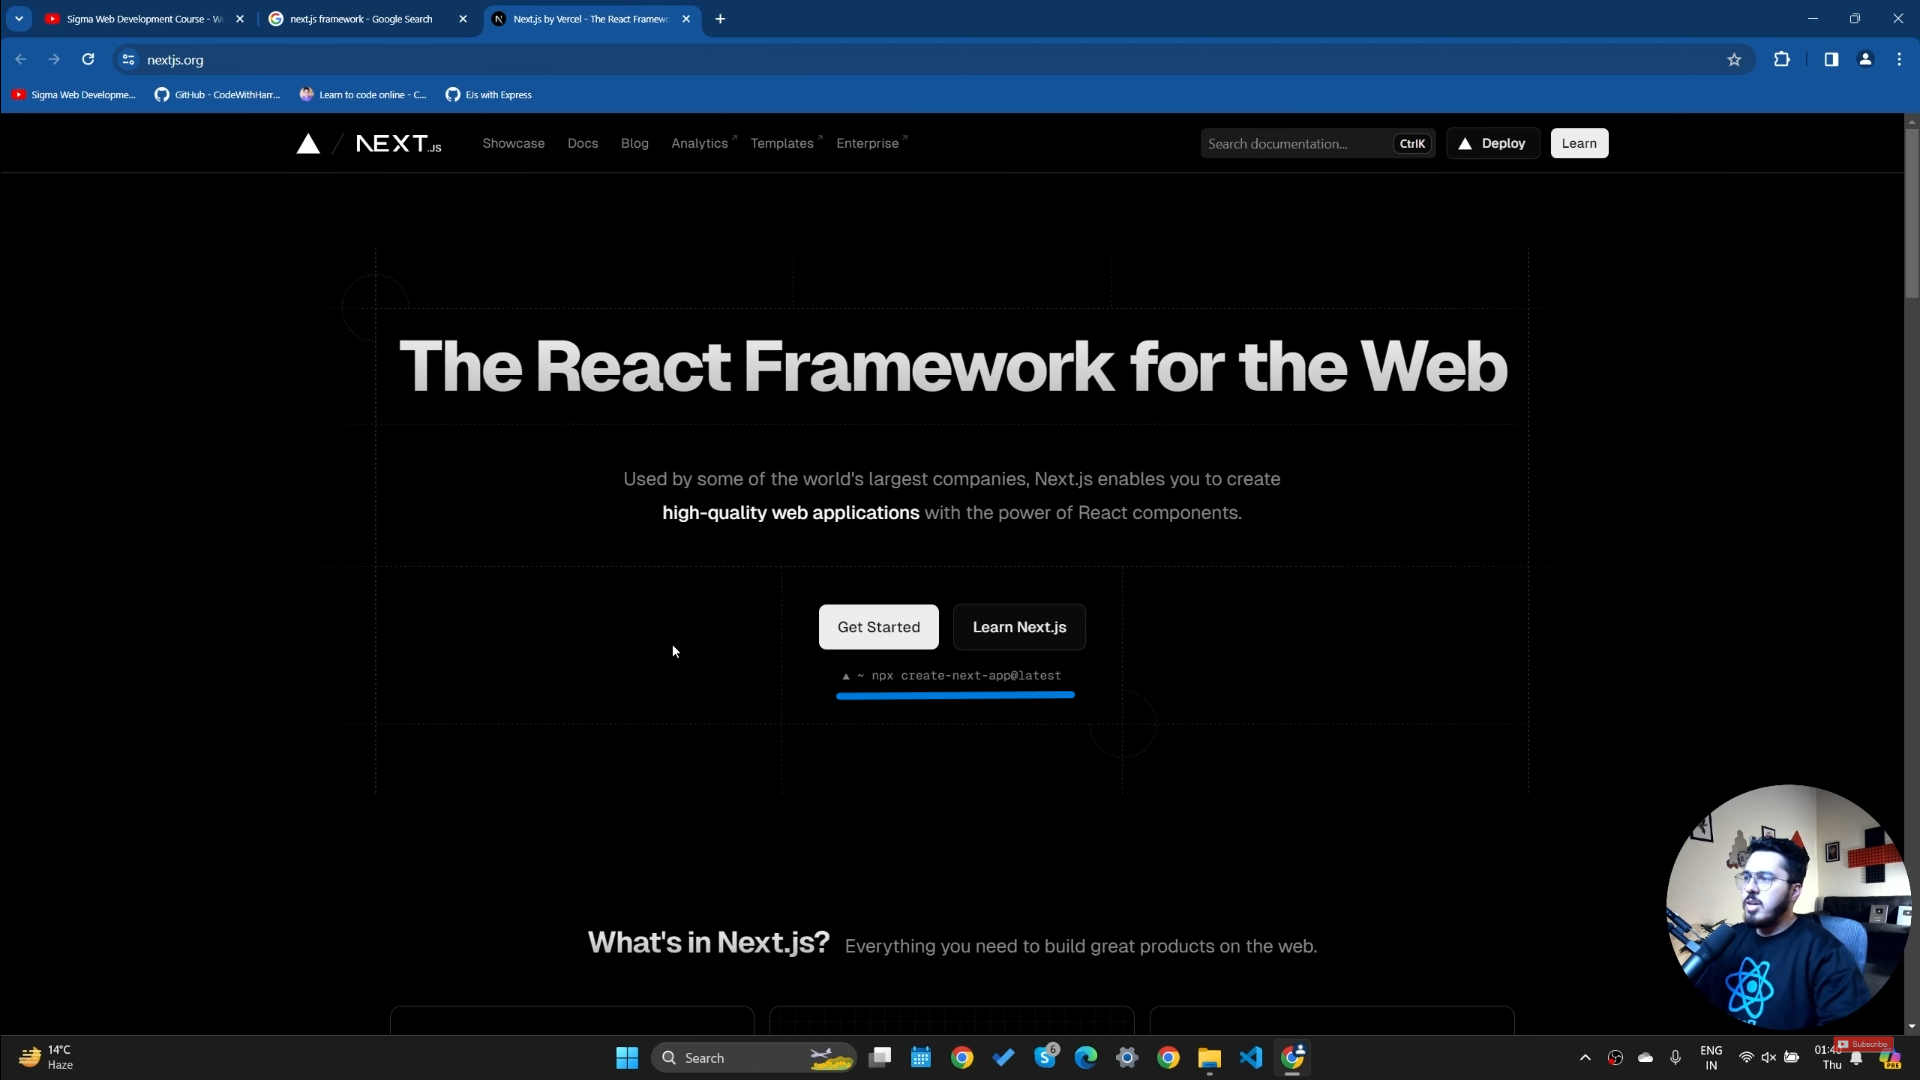 Sigma Web Development Course - W
next.js framework - Google Search
Next.js by Vercel - The React Framew
nextjs.org
Sigma Web Developme...
GitHub - CodeWithHarr...
Learn to code online - C...
EJs with Express
NEXT.JS
Showcase
Docs
Blog
Analytics
Templates
Enterprise
Search documentation...
CtrlK
Deploy
Learn
The React Framework for the Web
Used by some of the world's largest companies, Next.js enables you to create
high-quality web applications with the power of React components.
Get Started
Learn Next.js
▲ ~ npx create-next-app@latest
What's in Next.js?
Everything you need to build great products on the web.
14°C
Haze
Search
6
ENG
IN
Thu
Subscribe
PRE